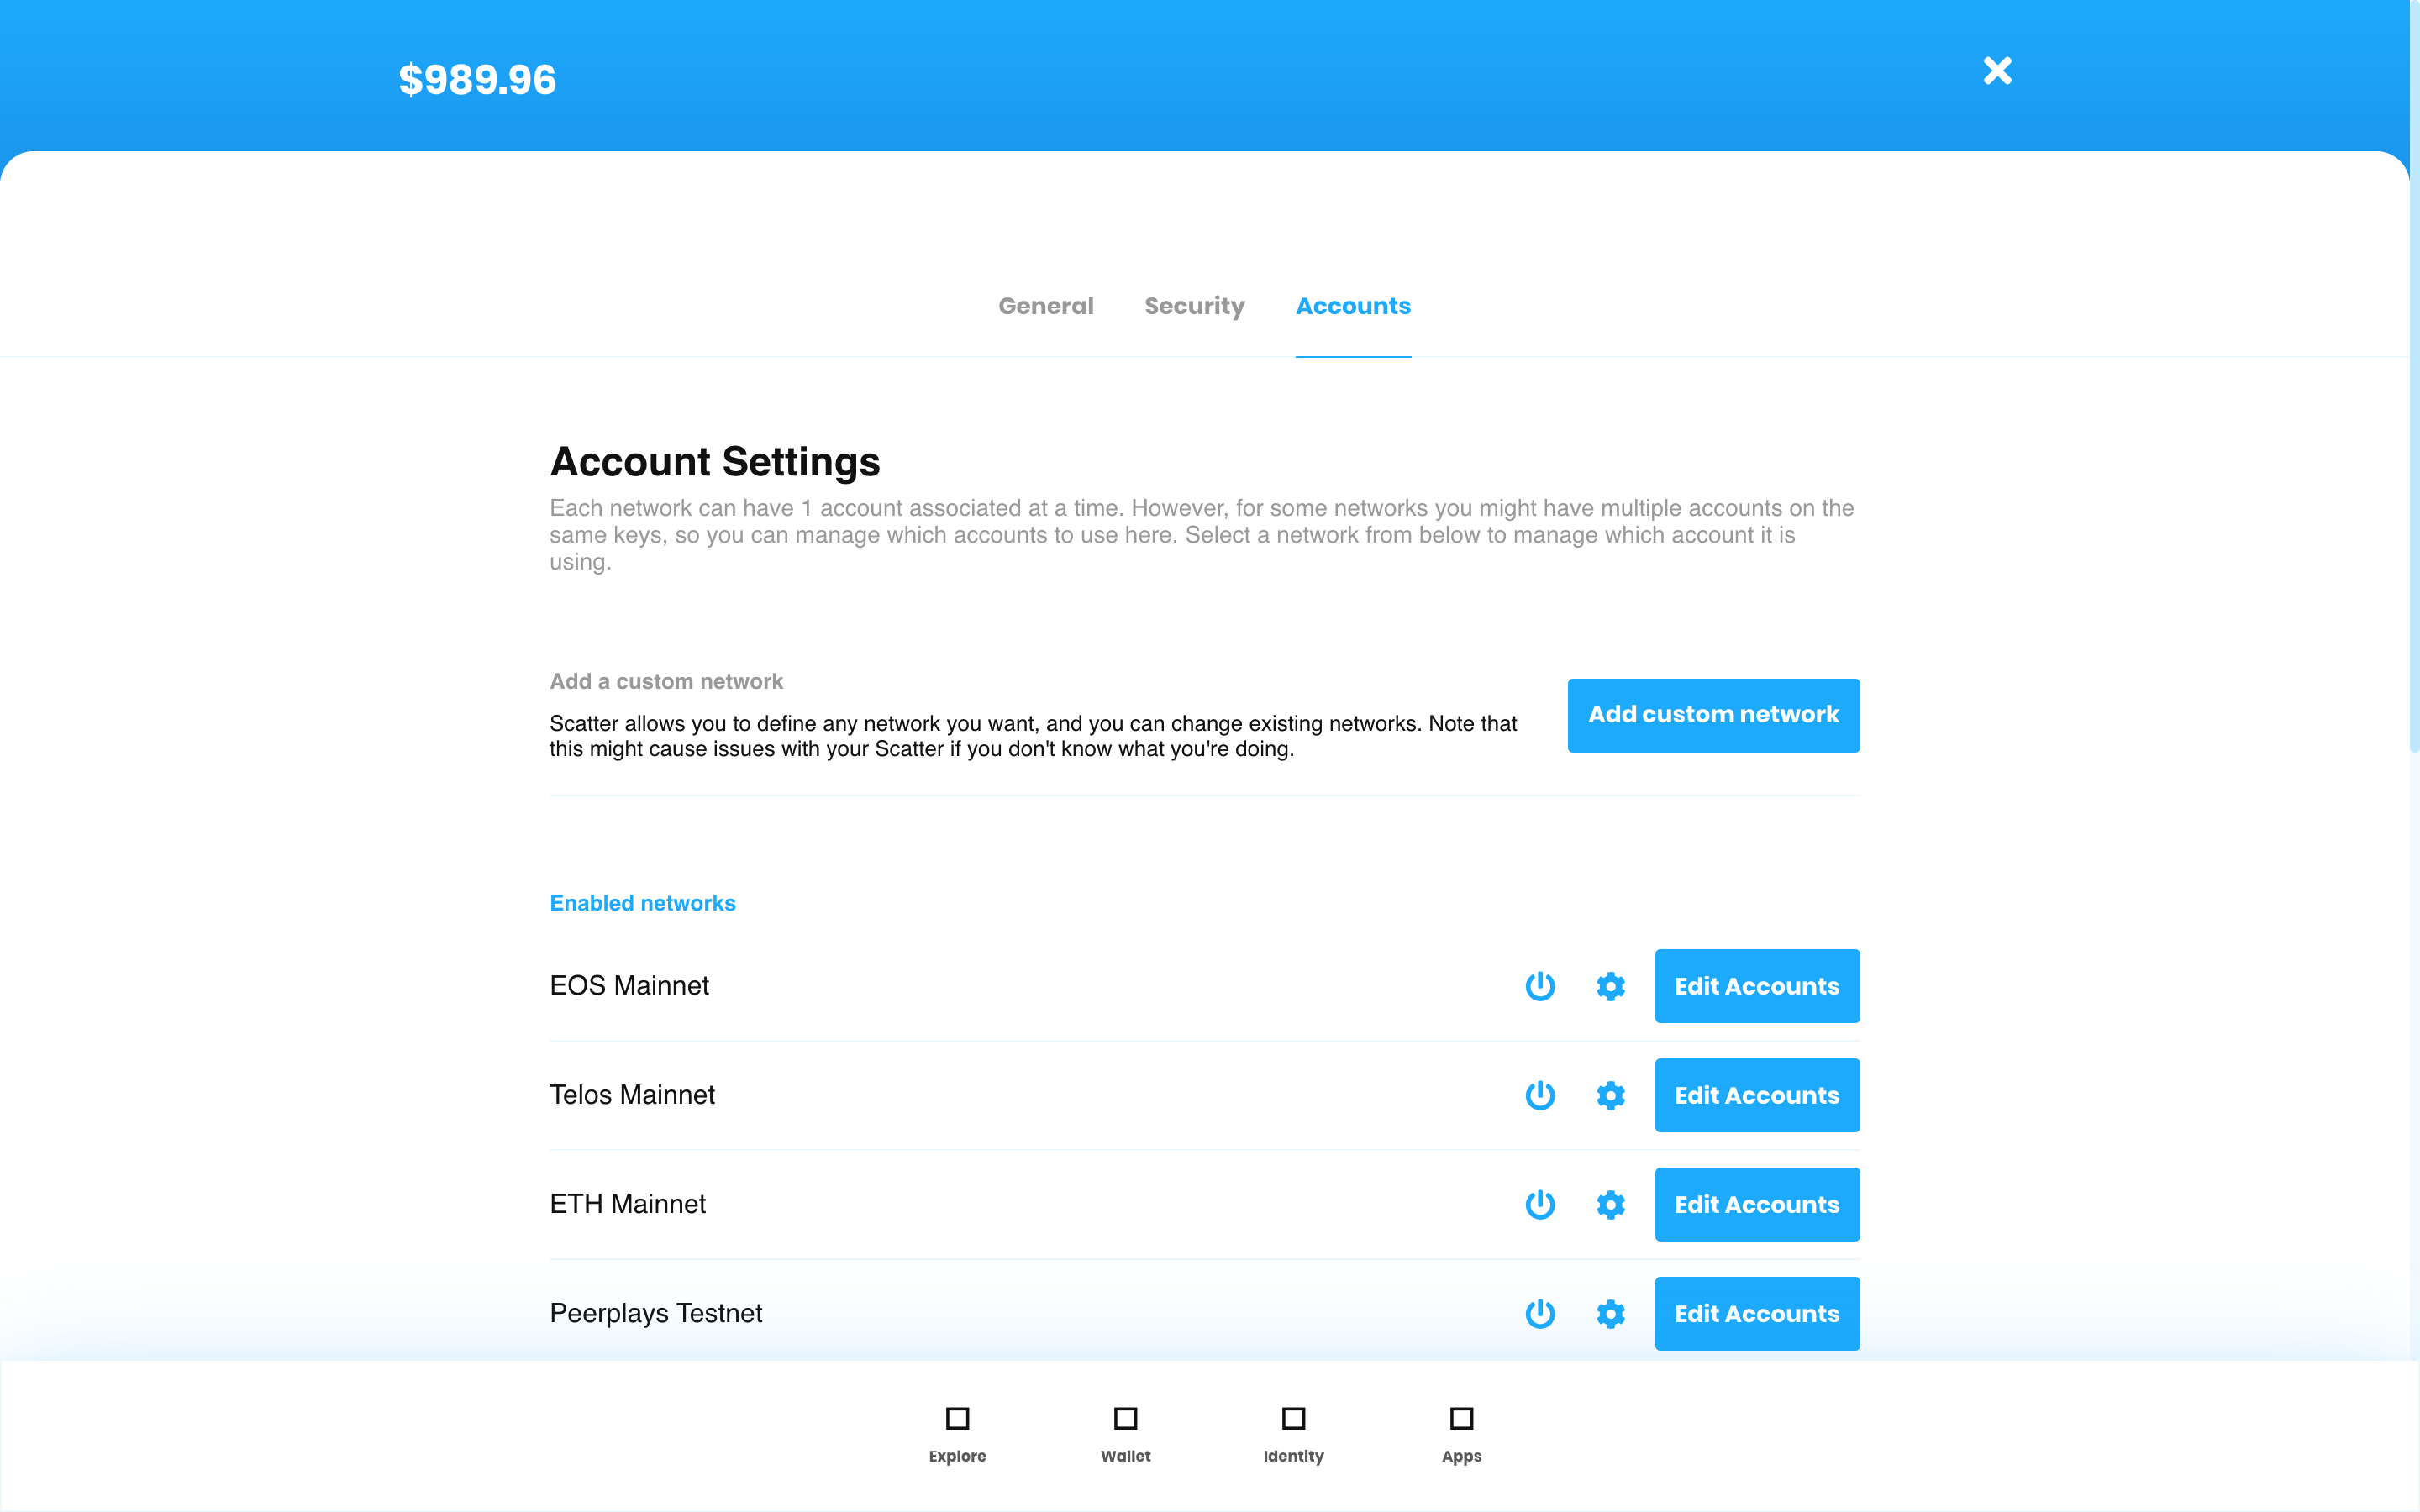 $989.96
General Security Accounts
Account Settings
Each network can have 1 account associated at a time. However, for some networks you might have multiple accounts on the
same keys, so you can manage which accounts to use here. Select a network from below to manage which account it is
using.
Add a custom network
Scatter allows you to define any network you want, and you can change existing networks. Note that
this might cause issues with your Scatter if you don't know what you're doing.
Add custom network
Enabled networks
EOS Mainnet Edit Accounts
Telos Mainnet Edit Accounts
ETH Mainnet Edit Accounts
Peerplays Testnet Edit Accounts
Explore Wallet Identity Apps